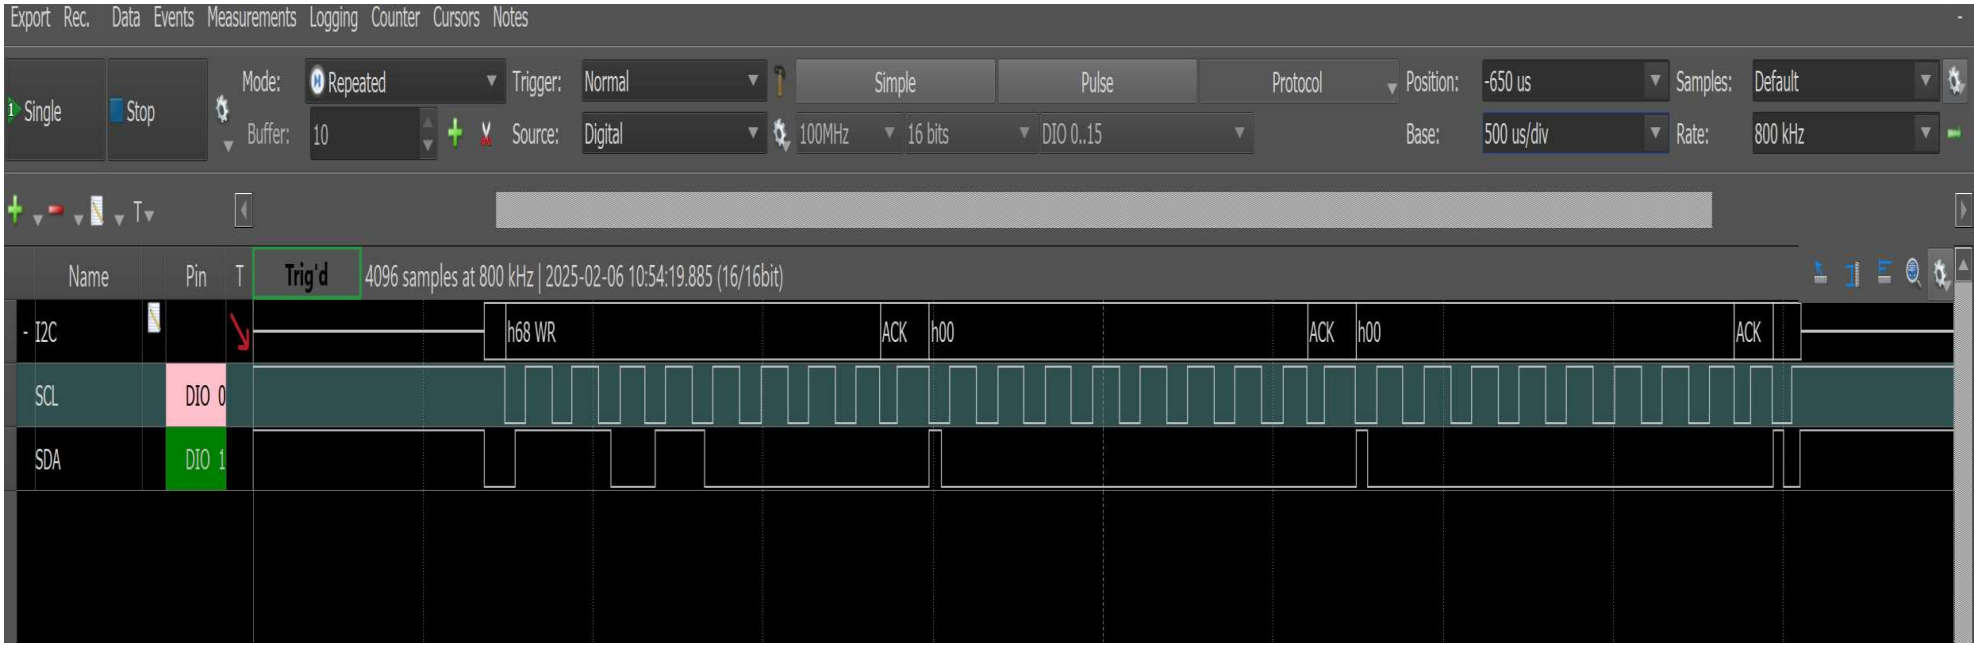 Export Rec. Data Events Measurements Logging Counter Cursors Notes -
Mode: Repeated Trigger: Normal Simple Pulse Protocol Position: -650 us Samples: Default
1 Single Stop
Buffer: 10 Source: Digital 100MHz 16 bits DIO 0..15 Base: 500 us/div Rate: 800 kHz
T
Name Pin T Trig'd 4096 samples at 800 kHz | 2025-02-06 10:54:19.885 (16/16bit)
- I2C h68 WR ACK h00 ACK h00 ACK
SCL DIO 0
SDA DIO 1